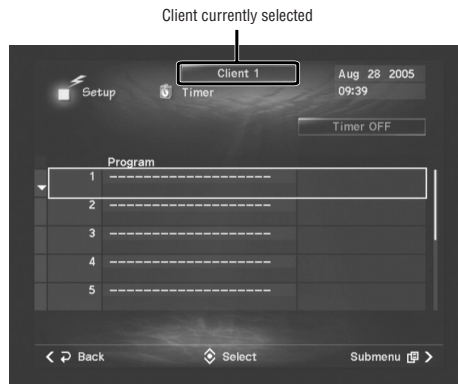 Client currently selected
Client 1
Aug 28 2005
Setup
Timer
09:39
Timer OFF
Program
1 --------------------
2 --------------------
3 --------------------
4 --------------------
5 --------------------
Back
Select
Submenu